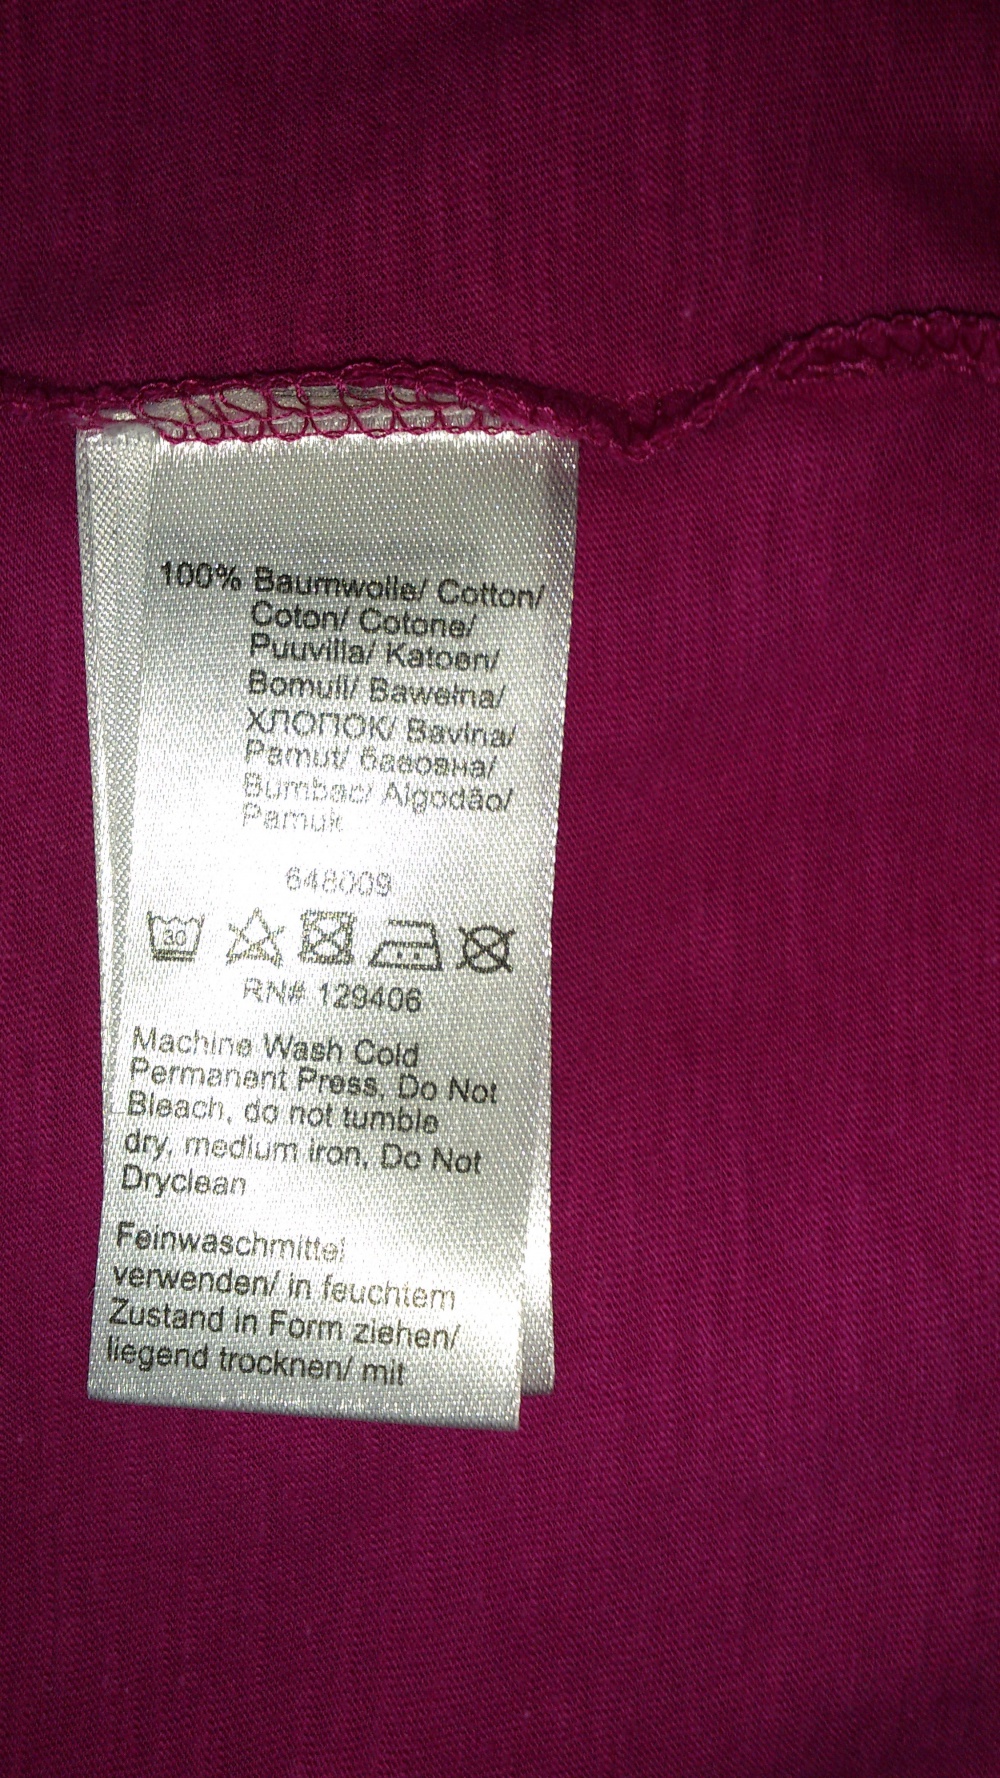 100% Baumwolle/ Cotton/
Coton/ Cotone/
Puuvilla/ Katoen/
Bomull/ Bawełna/
ХЛОПОК/ Bavlna/
Pamut/ бавовна/
Bumbac/ Algodão/
Pamuk
648009
30
RN# 129406
Machine Wash Cold
Permanent Press, Do Not
Bleach, do not tumble
dry, medium iron, Do Not
Dryclean
Feinwaschmittel
verwenden/ in feuchtem
Zustand in Form ziehen/
liegend trocknen/ mit